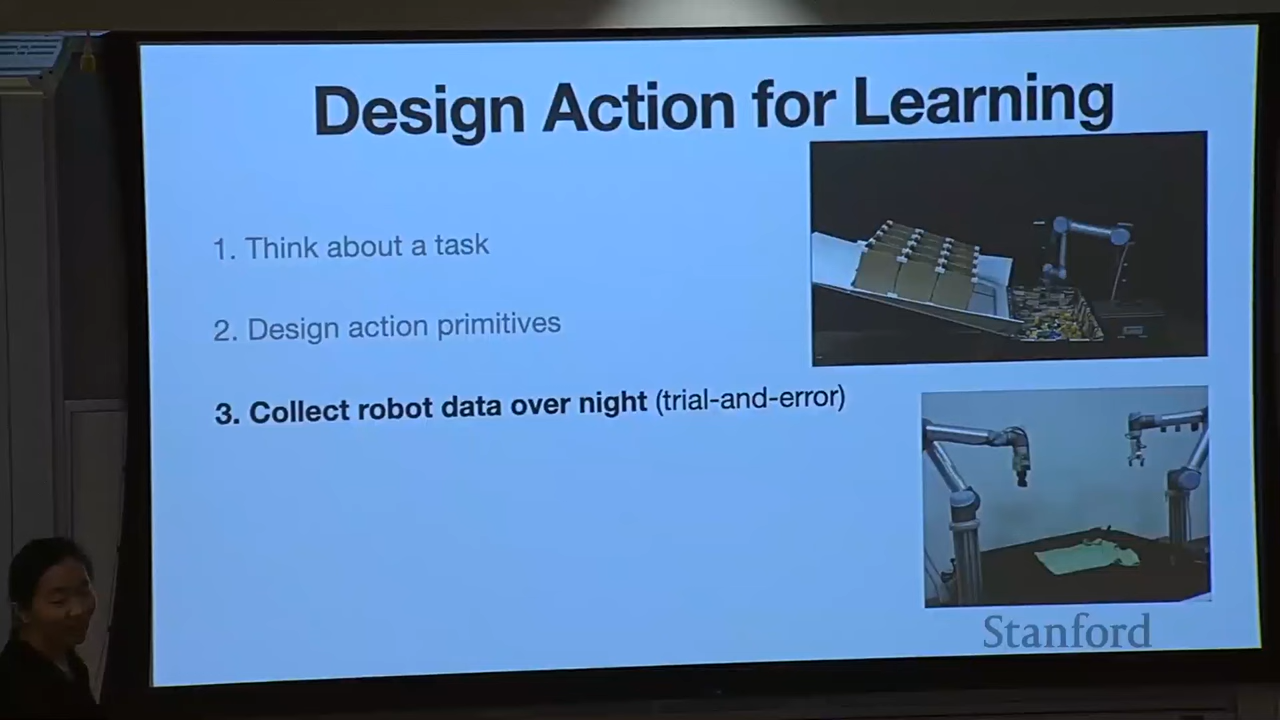 Design Action for Learning
1. Think about a task
2. Design action primitives
3. Collect robot data over night (trial-and-error)
Stanford